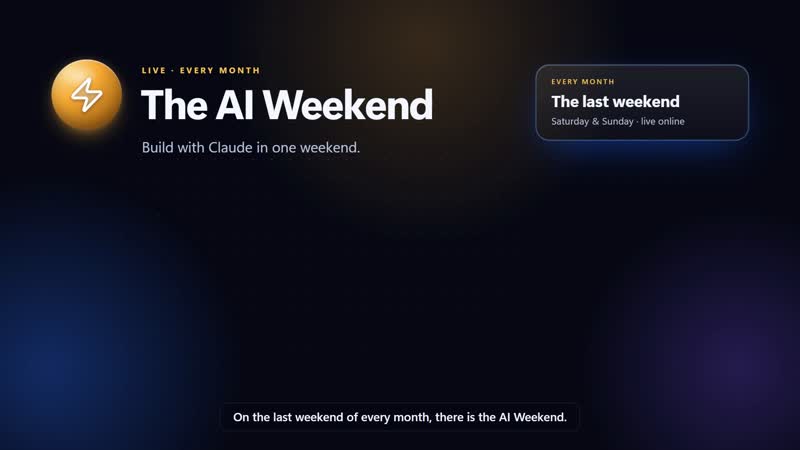 LIVE · EVERY MONTH
The AI Weekend
Build with Claude in one weekend.
EVERY MONTH
The last weekend
Saturday & Sunday · live online
On the last weekend of every month, there is the AI Weekend.